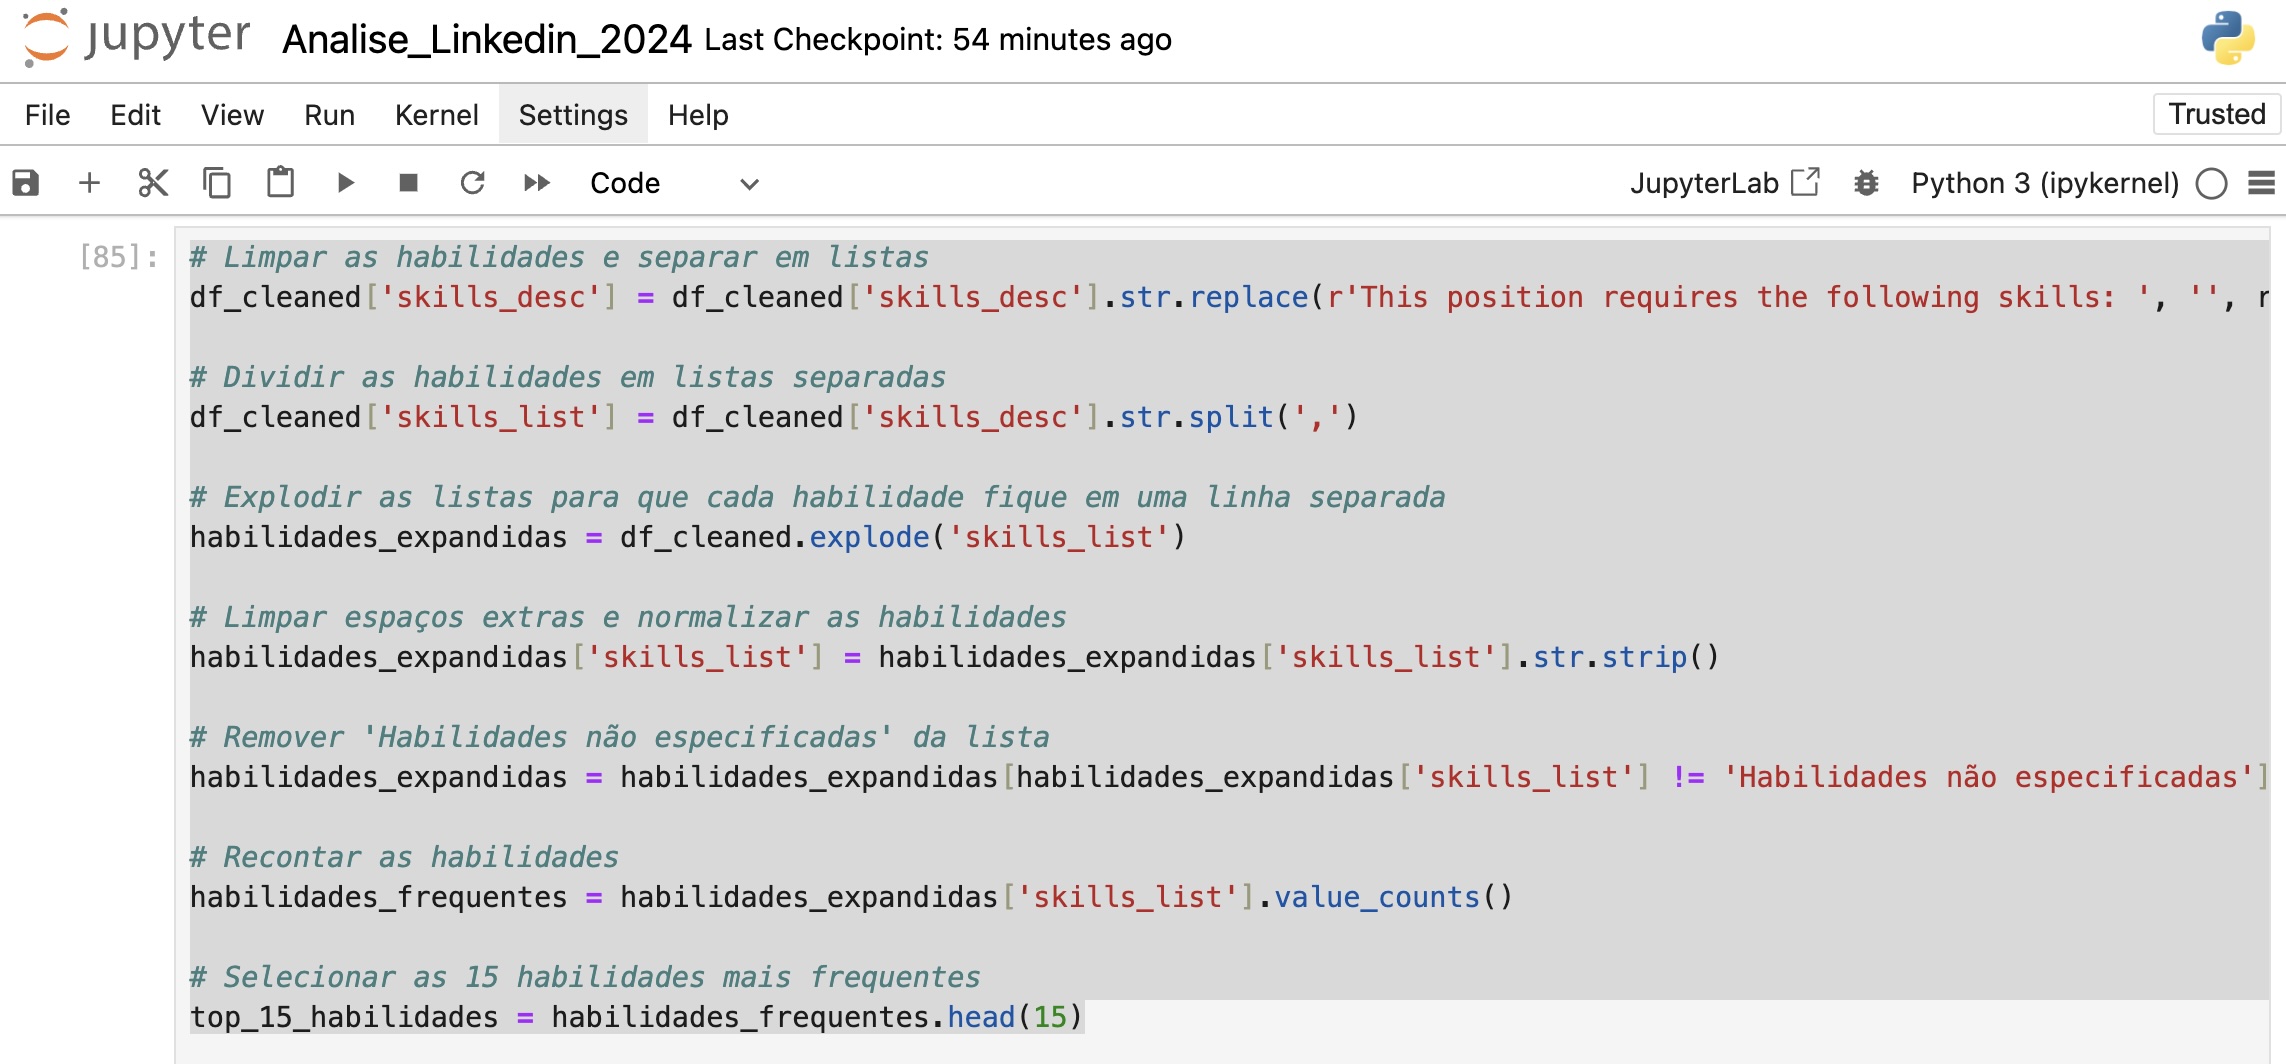 jupyter Analise_Linkedin_2024 Last Checkpoint: 54 minutes ago
File Edit View Run Kernel Settings Help Trusted
Code JupyterLab Python 3 (ipykernel)
[85]: # Limpar as habilidades e separar em listas
df_cleaned['skills_desc'] = df_cleaned['skills_desc'].str.replace(r'This position requires the following skills: ', '', r
# Dividir as habilidades em listas separadas
df_cleaned['skills_list'] = df_cleaned['skills_desc'].str.split(',')
# Explodir as listas para que cada habilidade fique em uma linha separada
habilidades_expandidas = df_cleaned.explode('skills_list')
# Limpar espaços extras e normalizar as habilidades
habilidades_expandidas['skills_list'] = habilidades_expandidas['skills_list'].str.strip()
# Remover 'Habilidades não especificadas' da lista
habilidades_expandidas = habilidades_expandidas[habilidades_expandidas['skills_list'] != 'Habilidades não especificadas']
# Recontar as habilidades
habilidades_frequentes = habilidades_expandidas['skills_list'].value_counts()
# Selecionar as 15 habilidades mais frequentes
top_15_habilidades = habilidades_frequentes.head(15)